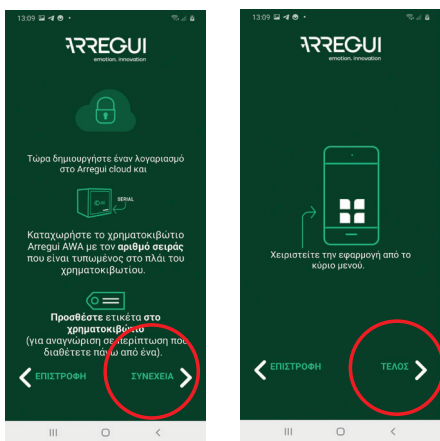 13:09
ARREGUI
emotion. innovation
Τώρα δημιουργήστε έναν λογαριασμό
στο Arregui cloud και
SERIAL
Καταχωρήστε το χρηματοκιβώτιο
Arregui AWA με τον αριθμό σειράς
που είναι τυπωμένος στο πλάι του
χρηματοκιβωτίου.
Προσθέστε ετικέτα στο
χρηματοκιβώτιο
(για αναγνώριση σε περίπτωση που
διαθέτετε πάνω από ένα).
ΕΠΙΣΤΡΟΦΗ ΣΥΝΕΧΕΙΑ
13:09
ARREGUI
emotion. innovation
Χειριστείτε την εφαρμογή από το
κύριο μενού.
ΕΠΙΣΤΡΟΦΗ ΤΕΛΟΣ